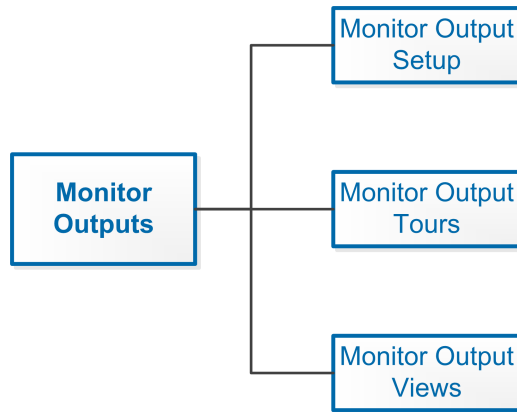 Monitor Output
Setup
Monitor
Outputs
Monitor Output
Tours
Monitor Output
Views